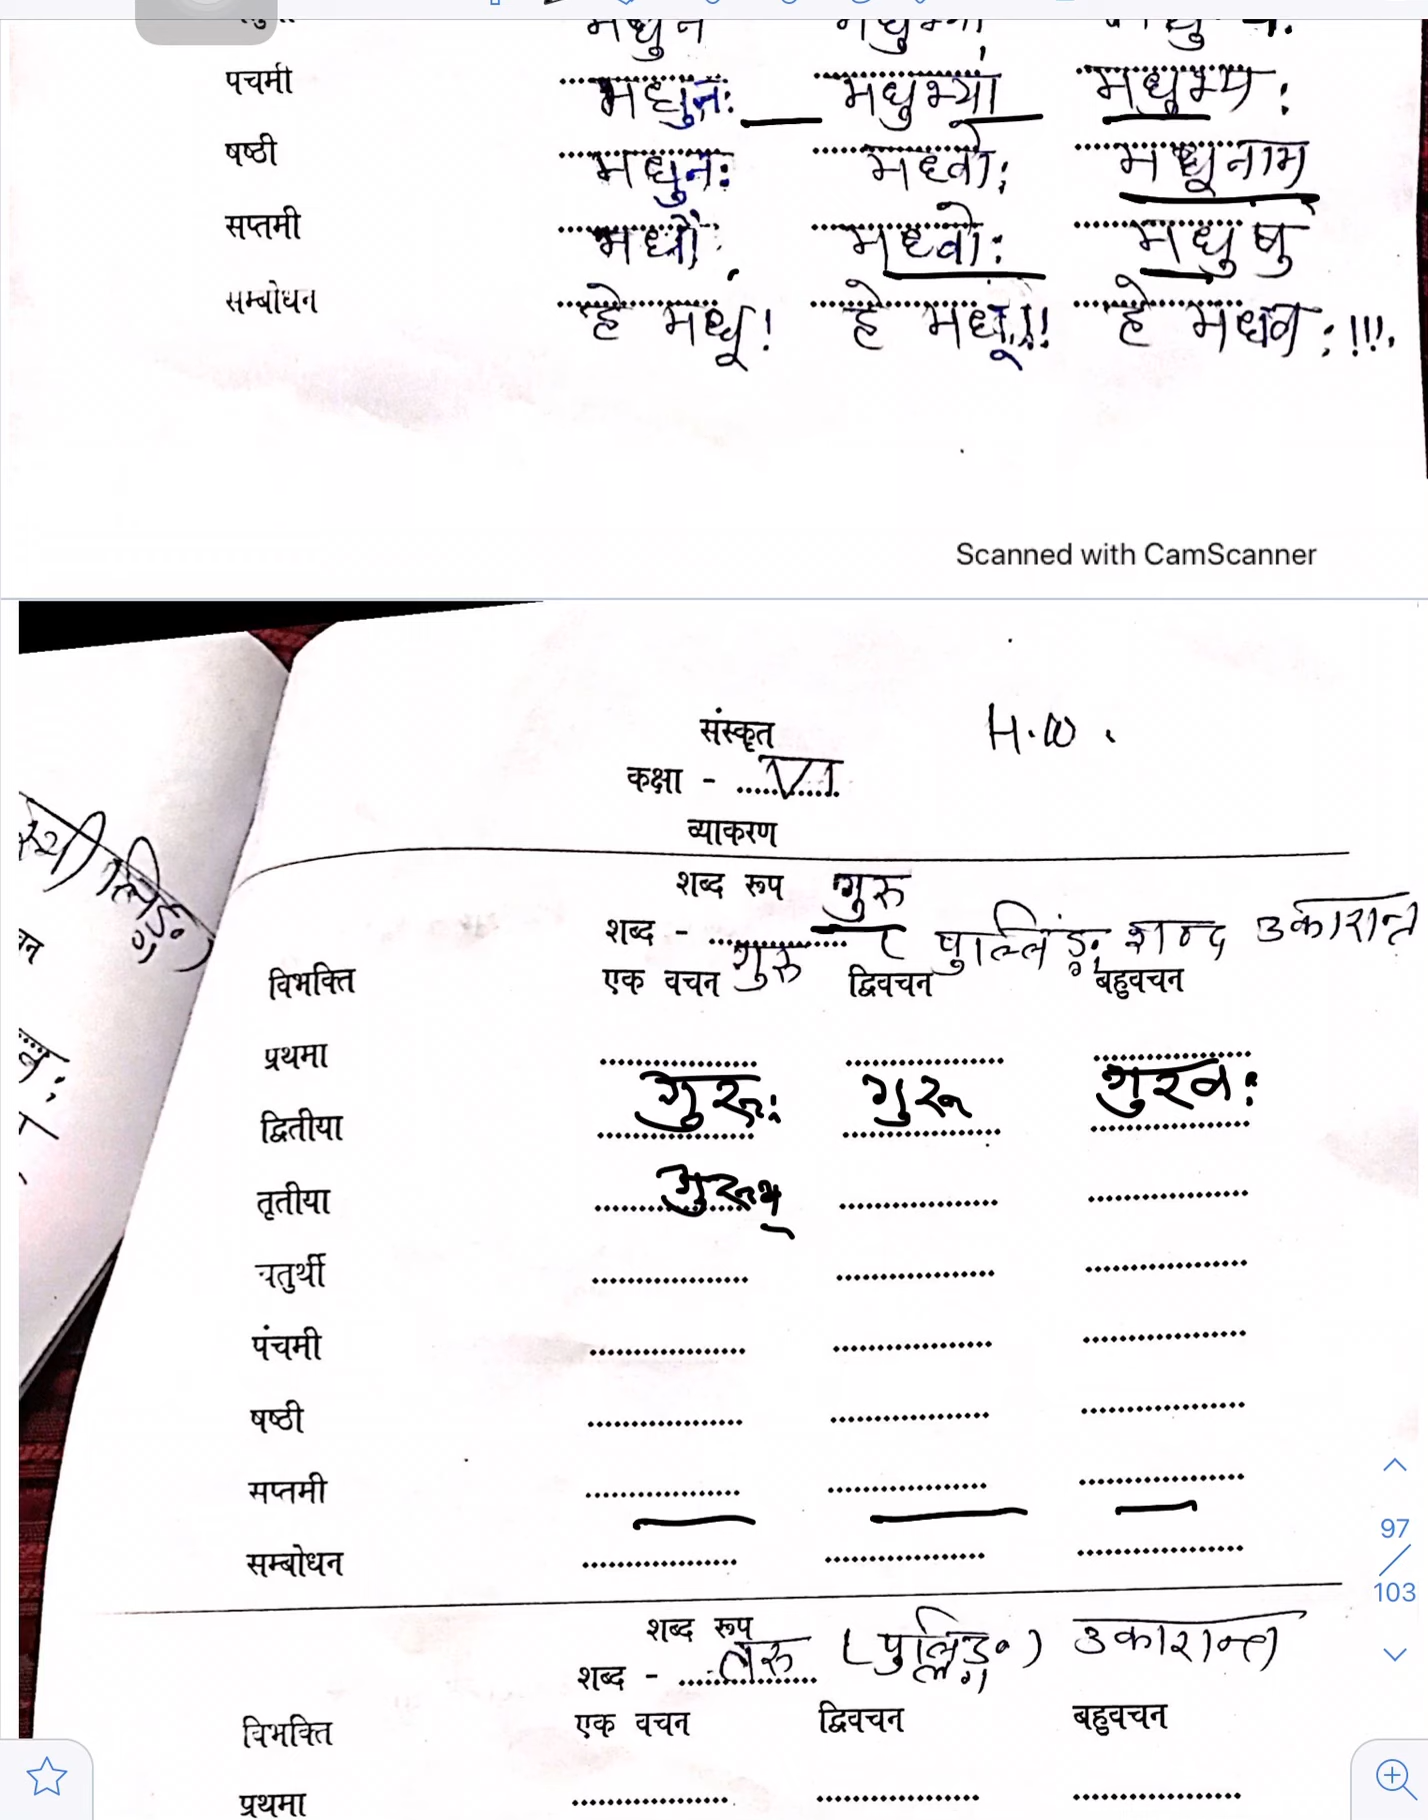 पचमी मधुनः मधुभ्यां मधुभ्यः
षष्ठी मधुनः मध्वोः मधूनाम
सप्तमी मधौ मध्वोः मधुषु
सम्बोधन हे मधू! हे मधू!! हे मधव:!!!
Scanned with CamScanner
H.W.
संस्कृत
कक्षा - VI
व्याकरण
शब्द रूप गुरु
शब्द - गुरु ( पुल्लिंङ्ग शब्द उकारान्त
विभक्ति एक वचन द्विवचन बहुवचन
प्रथमा
गुरुः गुरू गुरवः
द्वितीया
गुरुम्
तृतीया
चतुर्थी
पंचमी
षष्ठी
सप्तमी
सम्बोधन
शब्द रूप
शब्द - तरु (पुल्लिङ्ग) उकारान्त
विभक्ति एक वचन द्विवचन बहुवचन
प्रथमा
97
/
103